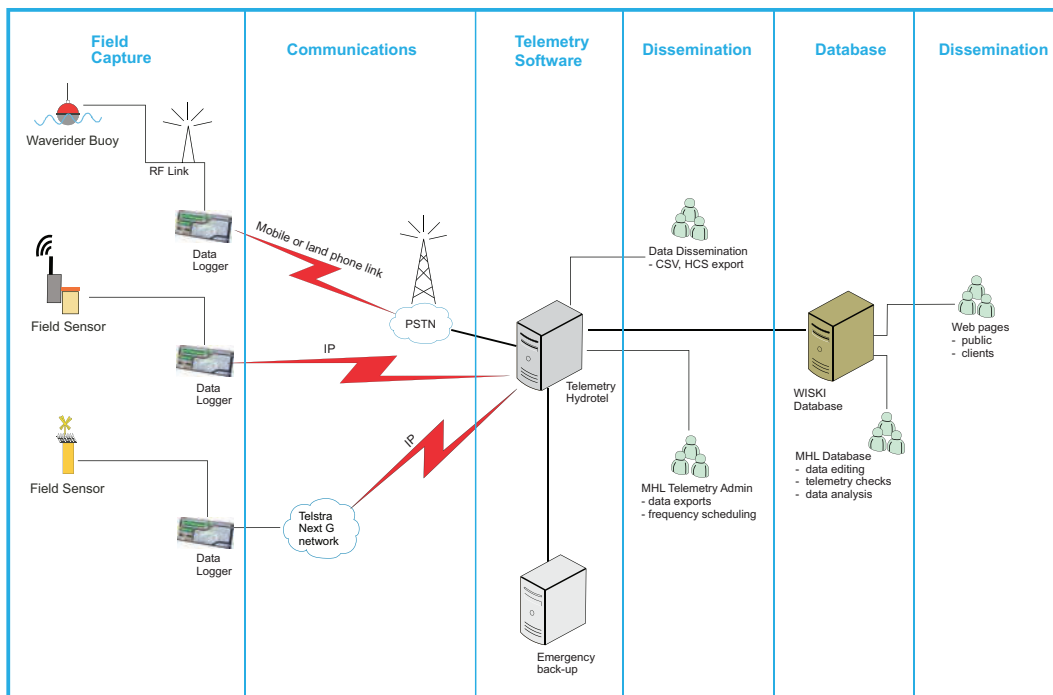 Field
Capture
Communications
Telemetry
Software
Dissemination
Database
Dissemination
Waverider Buoy
RF Link
Data
Logger
Mobile or land phone link
PSTN
Field Sensor
Data
Logger
IP
Field Sensor
Data
Logger
Telstra
Next G
network
IP
Telemetry
Hydrotel
Emergency
back-up
Data Dissemination
- CSV, HCS export
MHL Telemetry Admin
- data exports
- frequency scheduling
WISKI
Database
MHL Database
- data editing
- telemetry checks
- data analysis
Web pages
- public
- clients